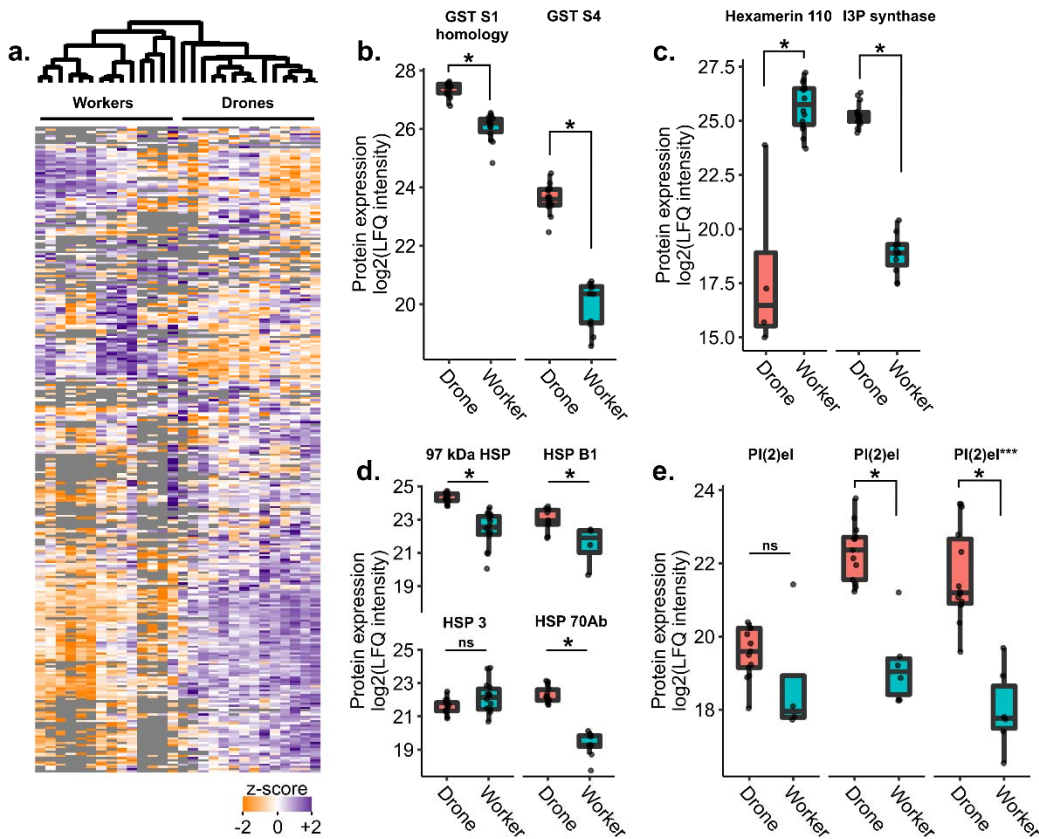 a.
Workers
Drones
z-score
-2 0 +2
b.
GST S1
homology
GST S4
*
*
Protein expression
log2(LFQ intensity)
28
26
24
22
20
Drone
Worker
Drone
Worker
c.
Hexamerin 110
I3P synthase
*
*
Protein expression
log2(LFQ intensity)
27.5
25.0
19.0
17.5
15.0
Drone
Worker
Drone
Worker
d.
97 kDa HSP
HSP B1
*
*
25
23
21
19
HSP 3
HSP 70Ab
ns
*
25
23
21
19
Protein expression
log2(LFQ intensity)
Drone
Worker
Drone
Worker
e.
Pl(2)el
Pl(2)el
Pl(2)el***
ns
*
*
Protein expression
log2(LFQ intensity)
24
22
20
18
Drone
Worker
Drone
Worker
Drone
Worker